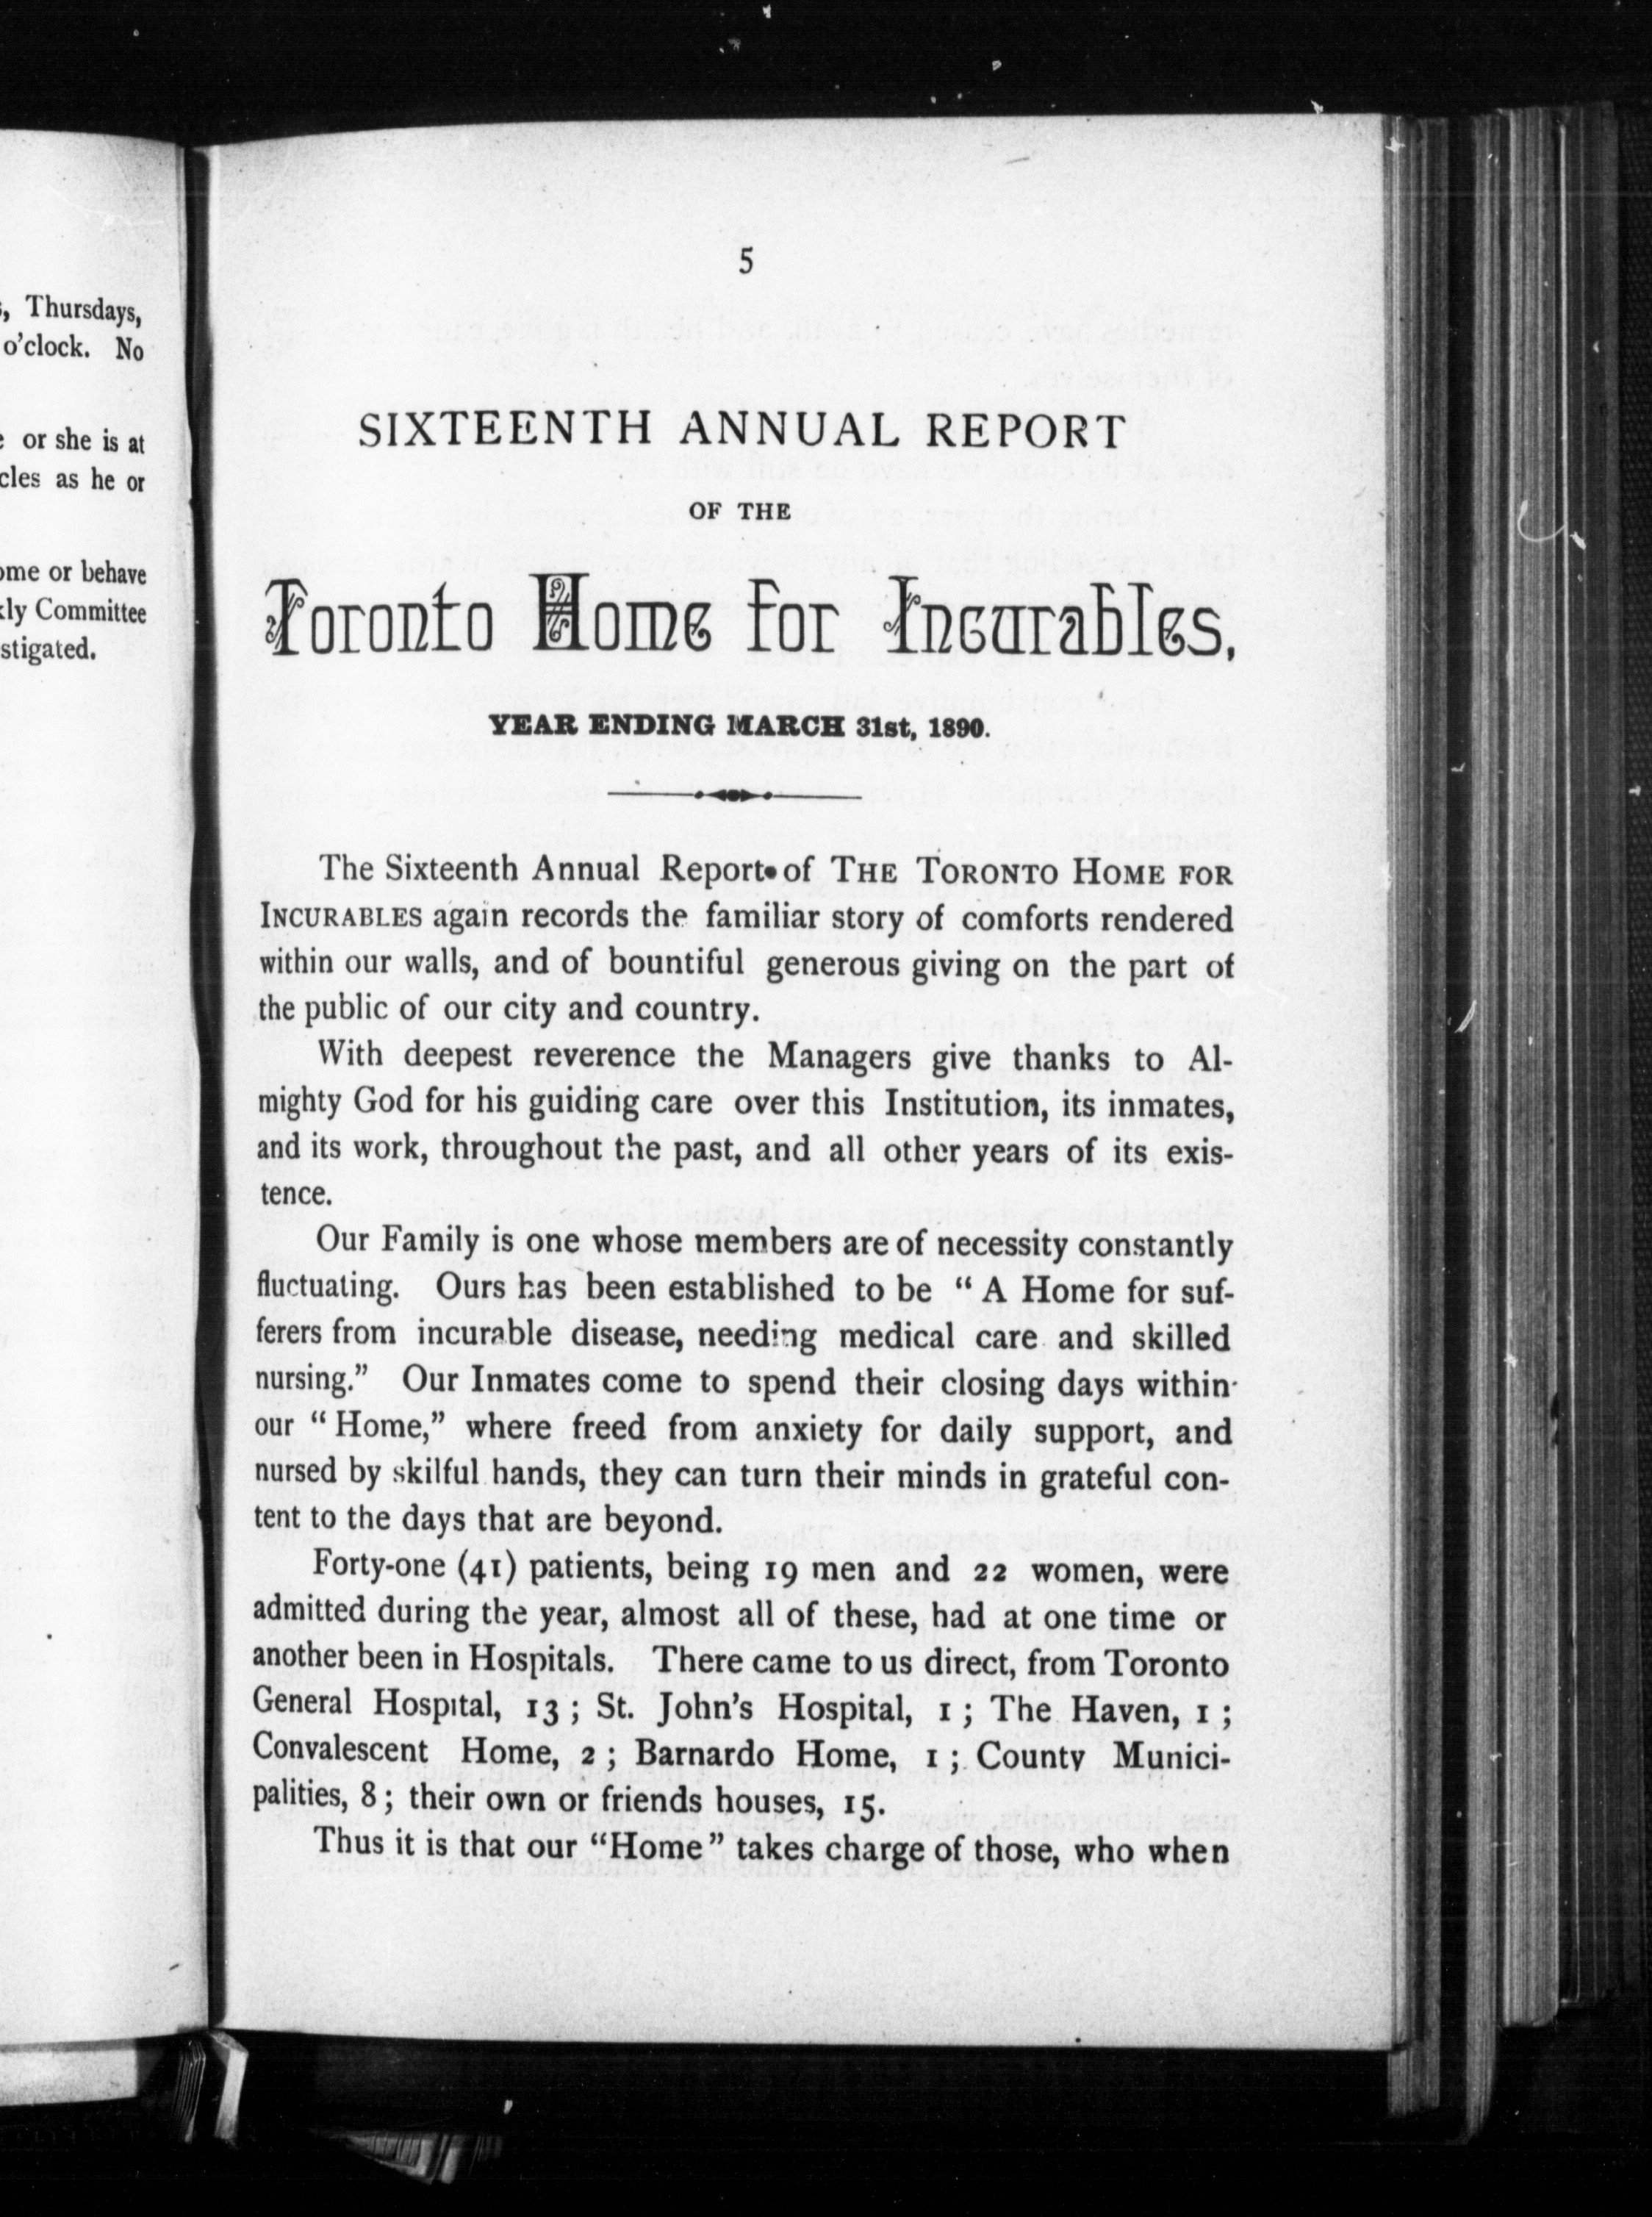 s, Thursdays,
o'clock. No
or she is at
cles as he or
ome or behave
kly Committee
stigated.
5
SIXTEENTH ANNUAL REPORT
OF THE
Toronto Home for Incurables,
YEAR ENDING MARCH 31st, 1890.
The Sixteenth Annual Report of THE TORONTO HOME FOR
INCURABLES again records the familiar story of comforts rendered
within our walls, and of bountiful generous giving on the part of
the public of our city and country.
With deepest reverence the Managers give thanks to Al-
mighty God for his guiding care over this Institution, its inmates,
and its work, throughout the past, and all other years of its exis-
tence.
Our Family is one whose members are of necessity constantly
fluctuating. Ours has been established to be " A Home for suf-
ferers from incurable disease, needing medical care and skilled
nursing." Our Inmates come to spend their closing days within
our " Home," where freed from anxiety for daily support, and
nursed by skilful hands, they can turn their minds in grateful con-
tent to the days that are beyond.
Forty-one (41) patients, being 19 men and 22 women, were
admitted during the year, almost all of these, had at one time or
another been in Hospitals. There came to us direct, from Toronto
General Hospital, 13 ; St. John's Hospital, 1 ; The Haven, 1 ;
Convalescent Home, 2 ; Barnardo Home, 1 ; County Munici-
palities, 8 ; their own or friends houses, 15.
Thus it is that our "Home" takes charge of those, who when